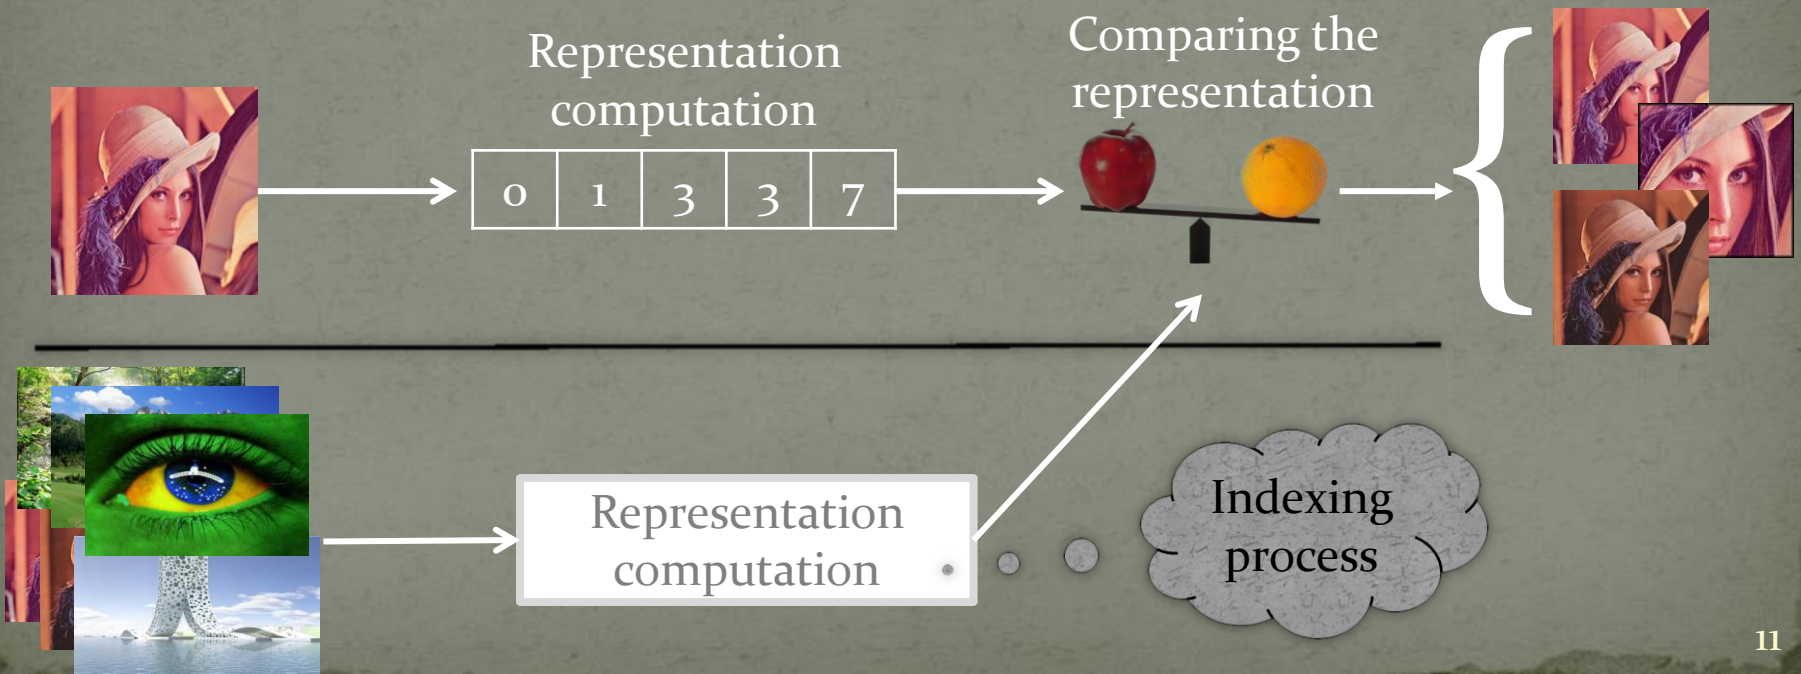 Representation
computation
0 1 3 3 7
Comparing the
representation
Representation
computation
Indexing
process
11